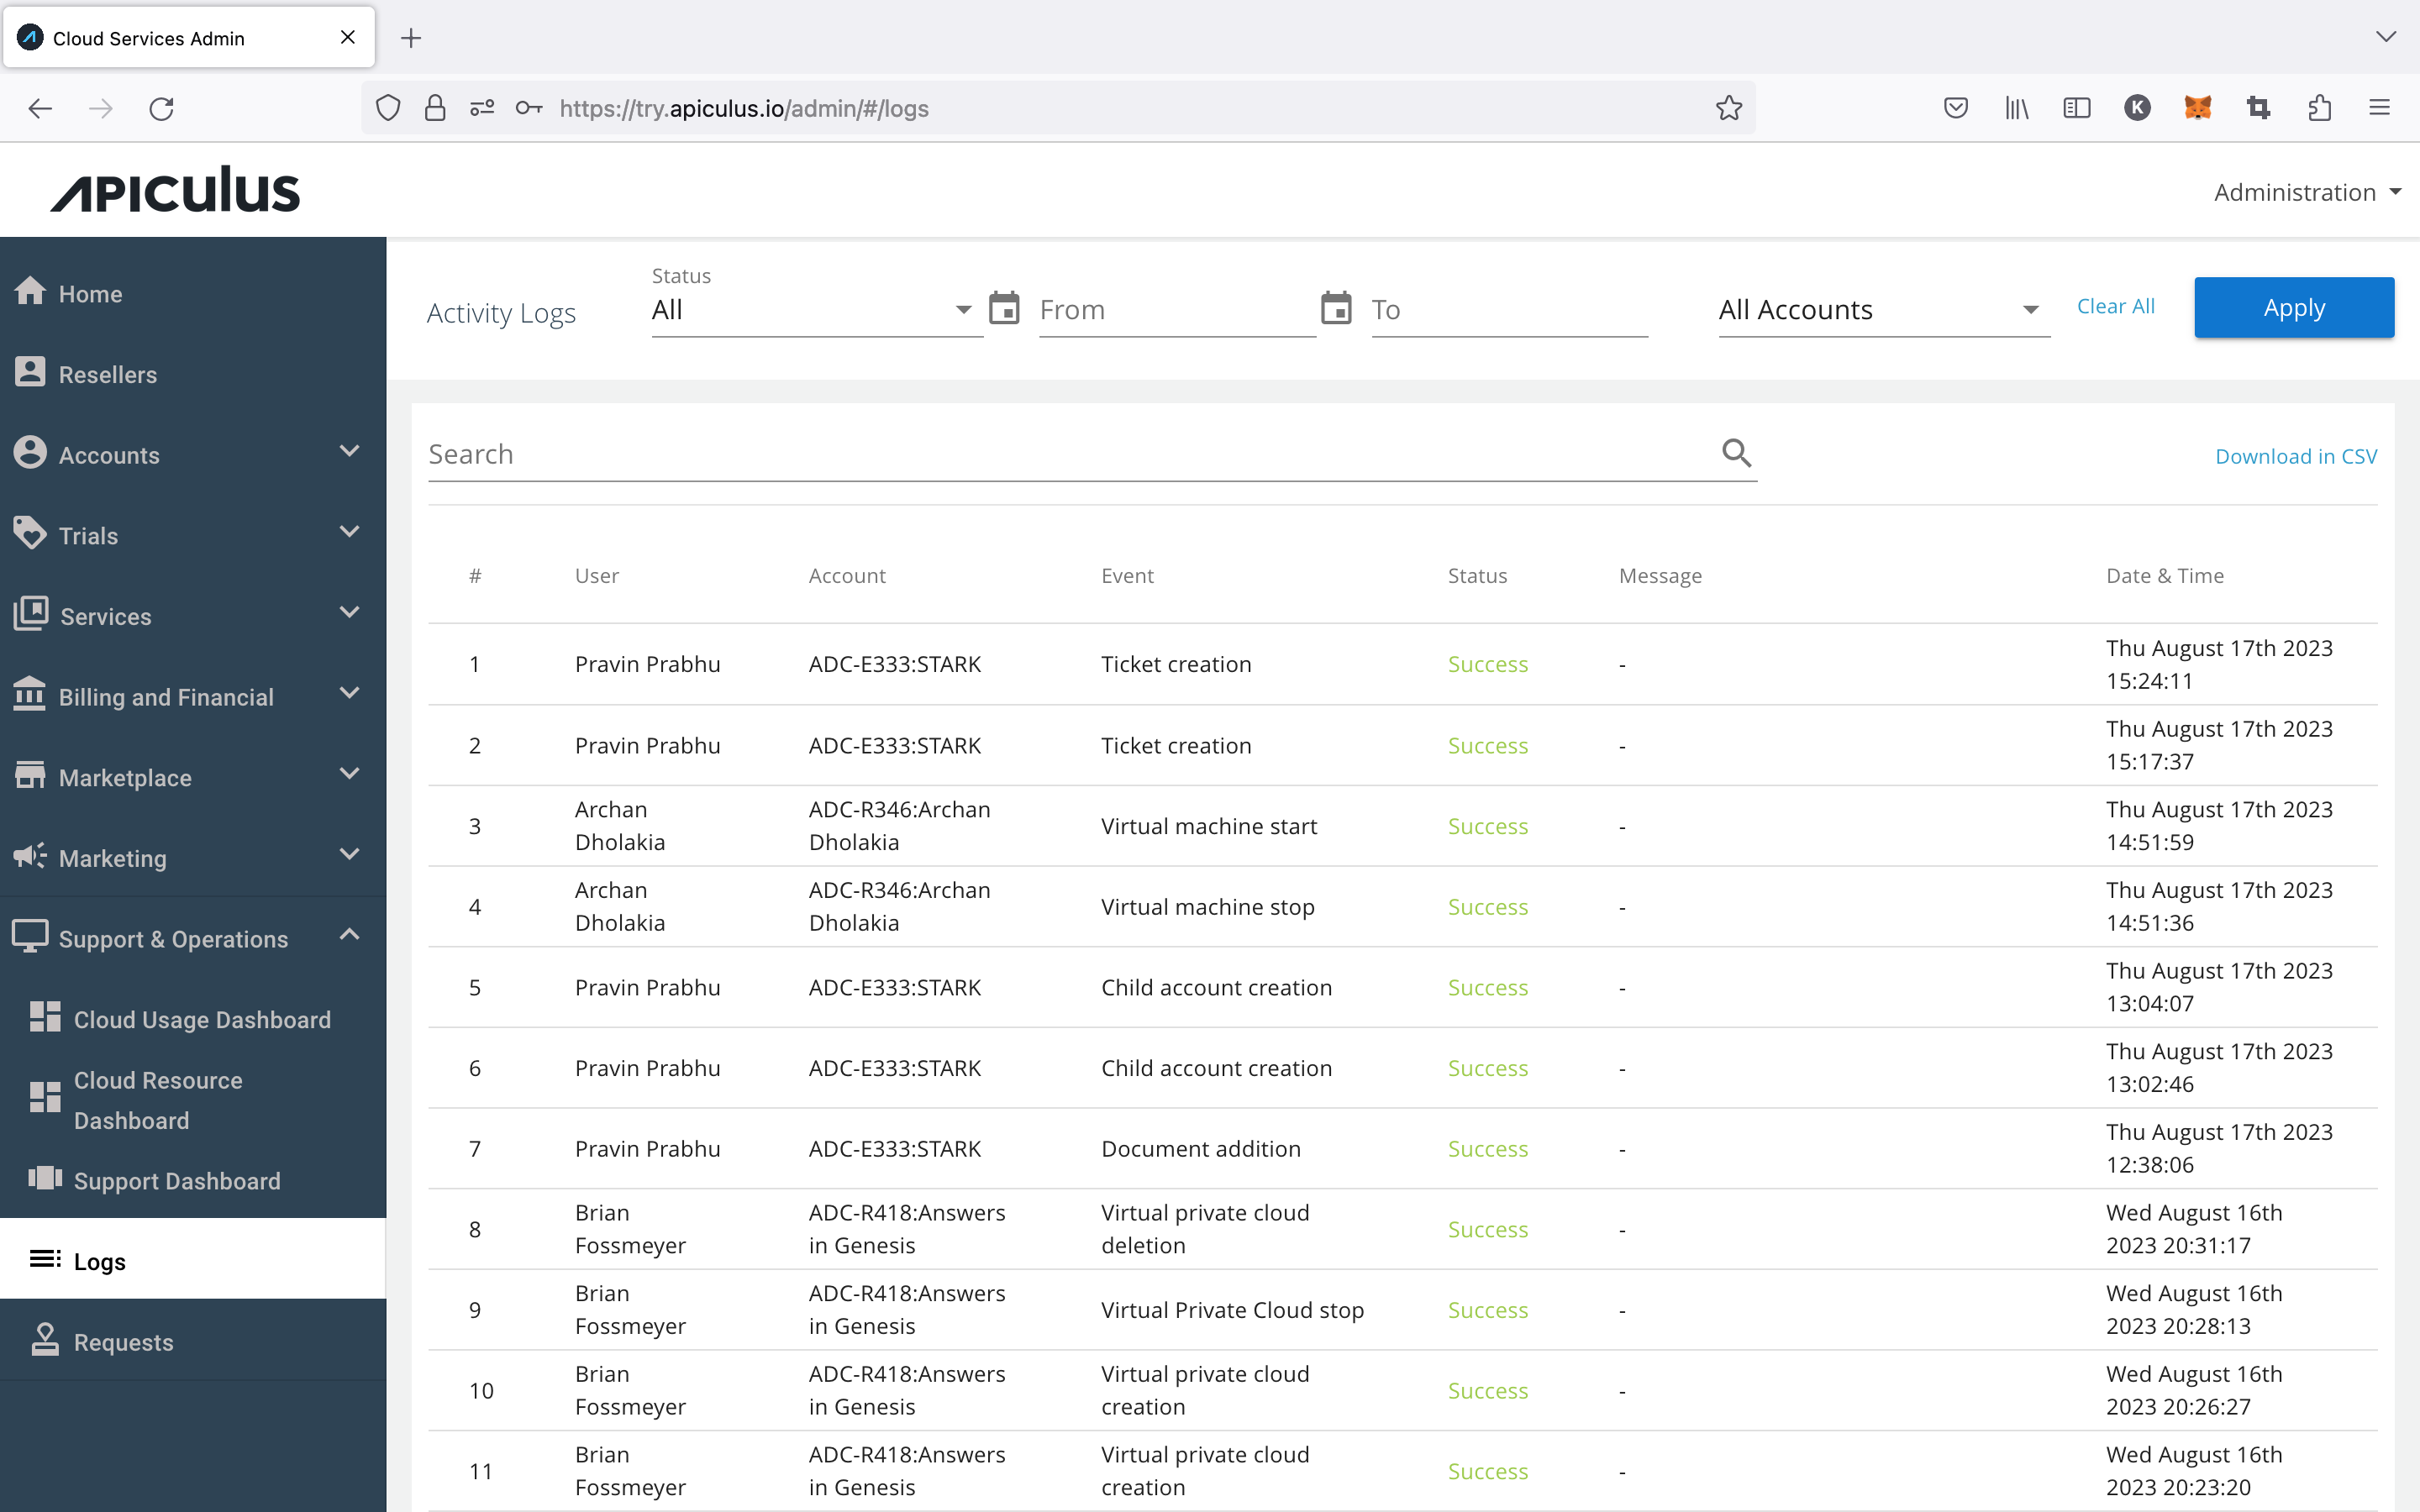 Cloud Services Admin
https://try.apiculus.io/admin/#/logs
K
APICULUS
Administration
Home
Resellers
Accounts
Trials
Services
Billing and Financial
Marketplace
Marketing
Support & Operations
Cloud Usage Dashboard
Cloud Resource
Dashboard
Support Dashboard
Logs
Requests
Activity Logs
Status
All
From
To
All Accounts
Clear All
Apply
Search
Download in CSV
# User Account Event Status Message Date & Time
1 Pravin Prabhu ADC-E333:STARK Ticket creation Success - Thu August 17th 2023
15:24:11
2 Pravin Prabhu ADC-E333:STARK Ticket creation Success - Thu August 17th 2023
15:17:37
3 Archan ADC-R346:Archan Virtual machine start Success - Thu August 17th 2023
Dholakia Dholakia 14:51:59
4 Archan ADC-R346:Archan Virtual machine stop Success - Thu August 17th 2023
Dholakia Dholakia 14:51:36
5 Pravin Prabhu ADC-E333:STARK Child account creation Success - Thu August 17th 2023
13:04:07
6 Pravin Prabhu ADC-E333:STARK Child account creation Success - Thu August 17th 2023
13:02:46
7 Pravin Prabhu ADC-E333:STARK Document addition Success - Thu August 17th 2023
12:38:06
8 Brian ADC-R418:Answers Virtual private cloud Success - Wed August 16th
Fossmeyer in Genesis deletion 2023 20:31:17
9 Brian ADC-R418:Answers Virtual Private Cloud stop Success - Wed August 16th
Fossmeyer in Genesis 2023 20:28:13
10 Brian ADC-R418:Answers Virtual private cloud Success - Wed August 16th
Fossmeyer in Genesis creation 2023 20:26:27
11 Brian ADC-R418:Answers Virtual private cloud Success - Wed August 16th
Fossmeyer in Genesis creation 2023 20:23:20